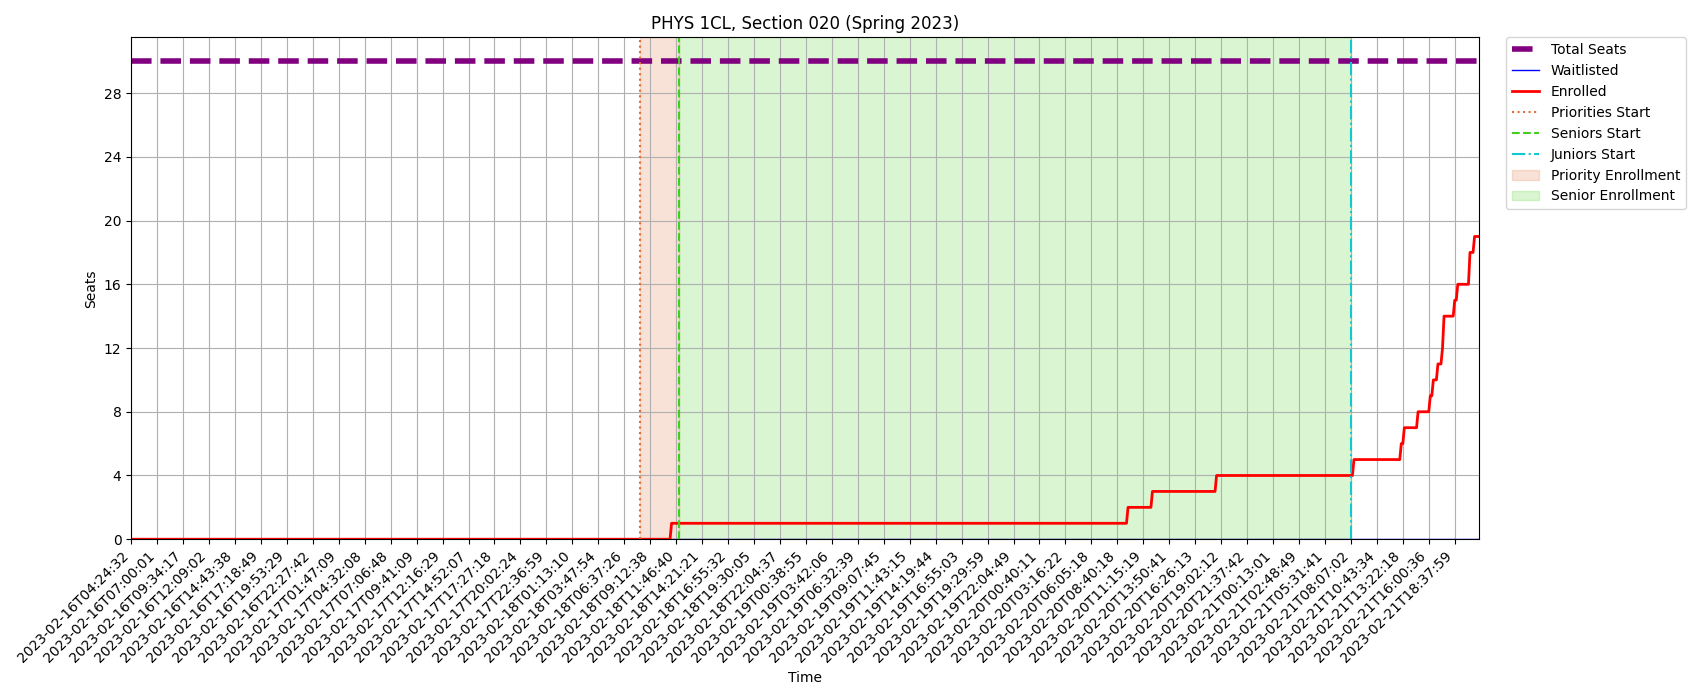 PHYS 1CL, Section 020 (Spring 2023)
Total Seats
Waitlisted
Enrolled
Priorities Start
Seniors Start
Juniors Start
Priority Enrollment
Senior Enrollment
Seats
28
24
20
16
12
8
4
0
2023-02-16T04:24:32
2023-02-16T07:00:01
2023-02-16T09:34:17
2023-02-16T12:09:02
2023-02-16T14:43:38
2023-02-16T17:18:49
2023-02-16T19:53:29
2023-02-16T22:27:42
2023-02-17T01:47:09
2023-02-17T04:32:08
2023-02-17T07:06:48
2023-02-17T09:41:09
2023-02-17T12:16:29
2023-02-17T14:52:07
2023-02-17T17:27:18
2023-02-17T20:02:24
2023-02-17T22:36:59
2023-02-18T01:13:10
2023-02-18T03:47:54
2023-02-18T06:37:26
2023-02-18T09:12:38
2023-02-18T11:46:40
2023-02-18T14:21:21
2023-02-18T16:55:32
2023-02-18T19:30:05
2023-02-18T22:04:37
2023-02-19T00:38:55
2023-02-19T03:42:06
2023-02-19T06:32:39
2023-02-19T09:07:45
2023-02-19T11:43:15
2023-02-19T14:19:44
2023-02-19T16:55:03
2023-02-19T19:29:59
2023-02-19T22:04:49
2023-02-20T00:40:11
2023-02-20T03:16:22
2023-02-20T06:05:18
2023-02-20T08:40:18
2023-02-20T11:15:19
2023-02-20T13:50:41
2023-02-20T16:26:13
2023-02-20T19:02:12
2023-02-20T21:37:42
2023-02-21T00:13:01
2023-02-21T02:48:49
2023-02-21T05:31:41
2023-02-21T08:07:02
2023-02-21T10:43:34
2023-02-21T13:22:18
2023-02-21T16:00:36
2023-02-21T18:37:59
Time